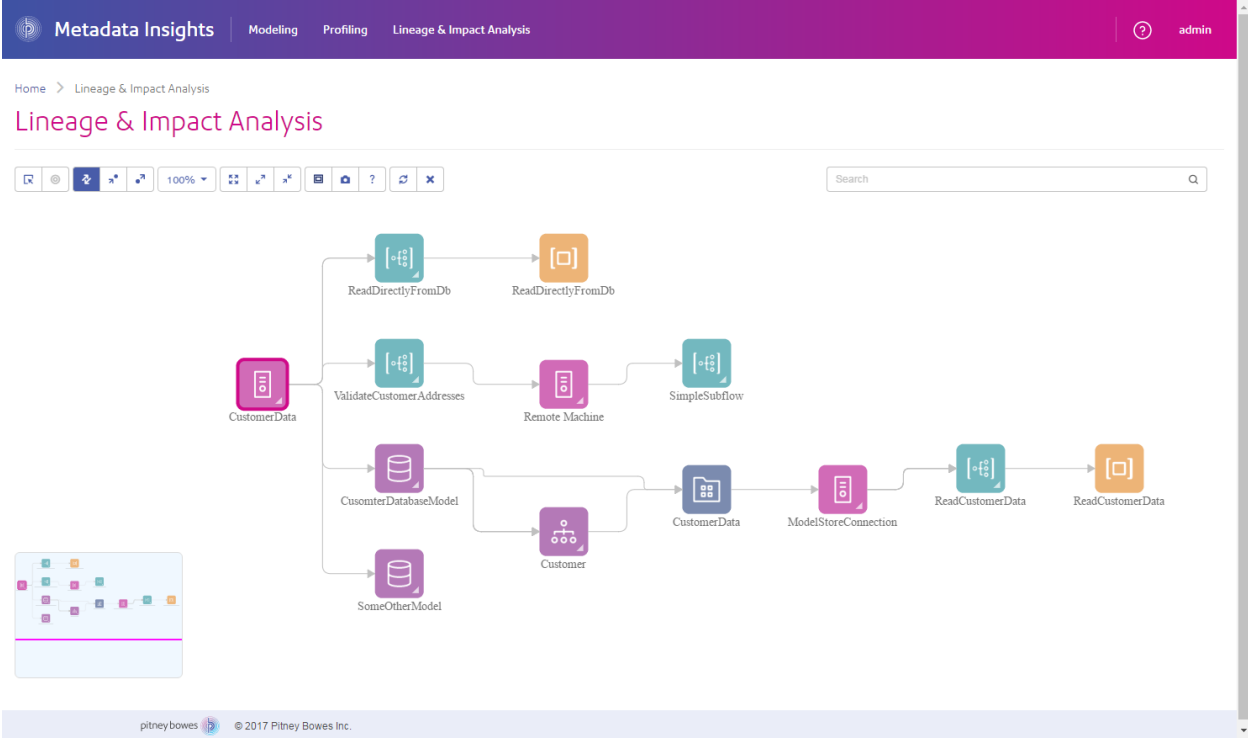 Metadata Insights Modeling Profiling Lineage & Impact Analysis ? admin
Home > Lineage & Impact Analysis
Lineage & Impact Analysis
100% ? Search
ReadDirectlyFromDb ReadDirectlyFromDb
ValidateCustomerAddresses SimpleSubflow
CustomerData Remote Machine
CusomterDatabaseModel ReadCustomerData ReadCustomerData
CustomerData ModelStoreConnection
Customer
SomeOtherModel
pitney bowes © 2017 Pitney Bowes Inc.